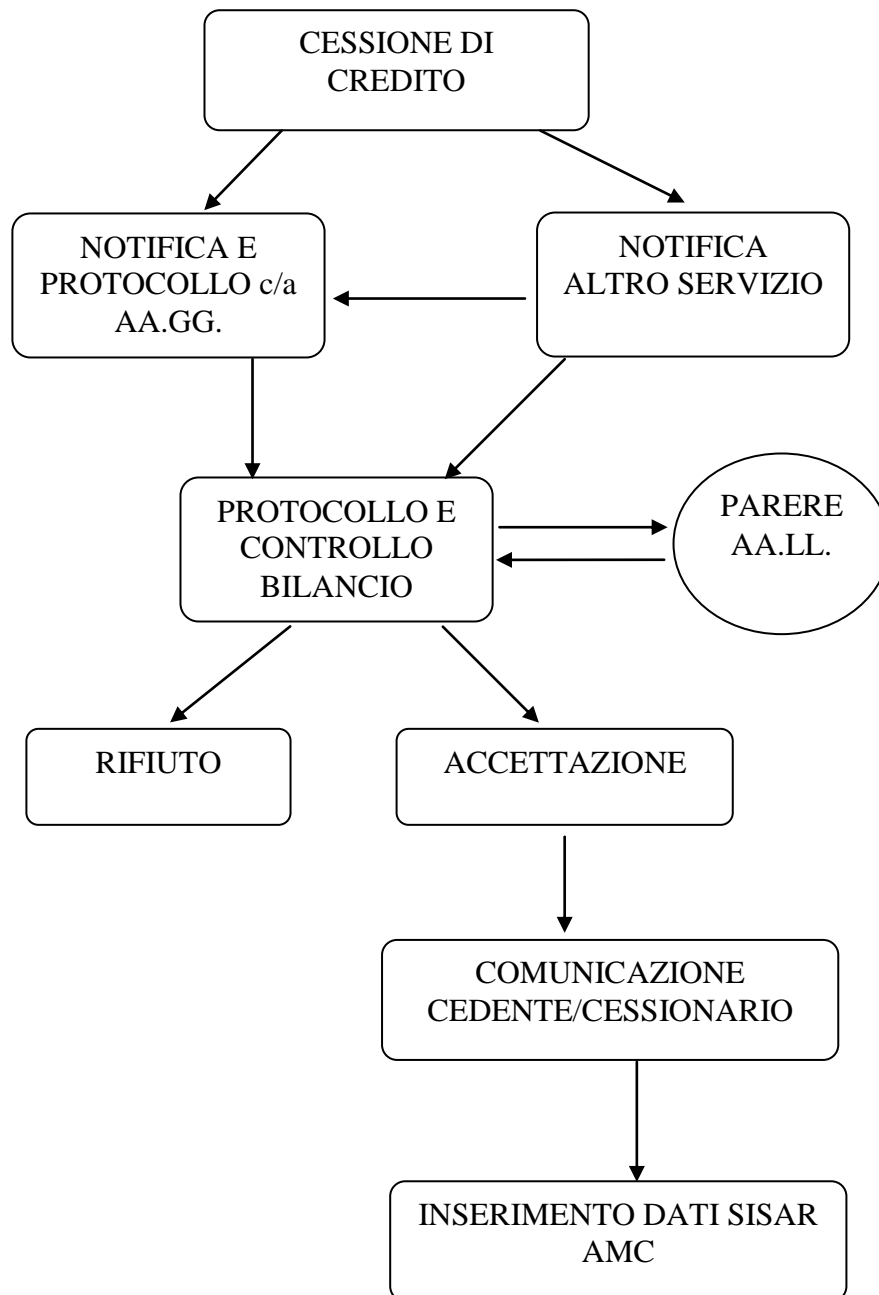 CESSIONE DI
CREDITO
NOTIFICA E
PROTOCOLLO c/a
AA.GG.
NOTIFICA
ALTRO SERVIZIO
PROTOCOLLO E
CONTROLLO
BILANCIO
PARERE
AA.LL.
RIFIUTO
ACCETTAZIONE
COMUNICAZIONE
CEDENTE/CESSIONARIO
INSERIMENTO DATI SISAR
AMC